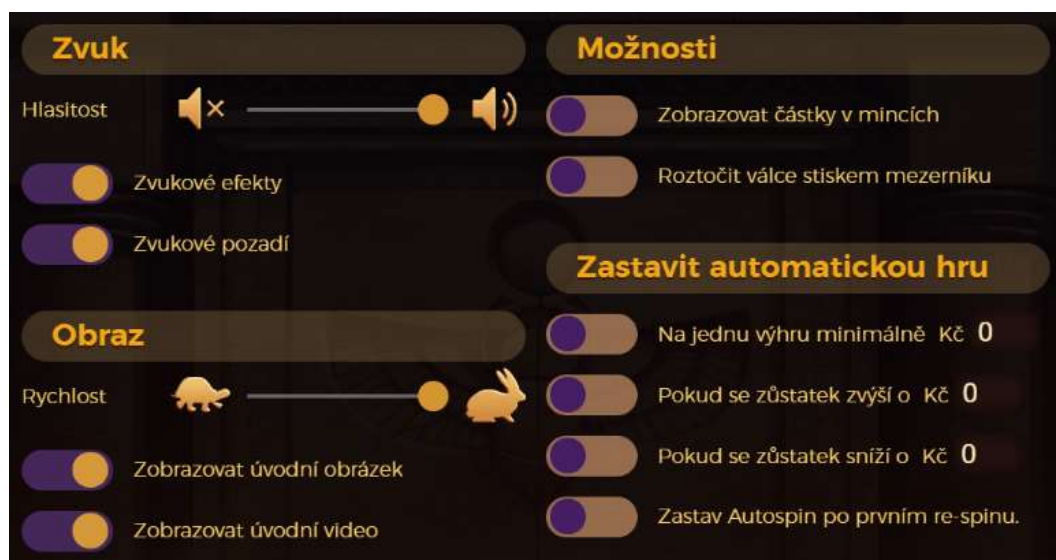 Zvuk
Hlasitost
Zvukové efekty
Zvukové pozadí
Obraz
Rychlost
Zobrazovat úvodní obrázek
Zobrazovat úvodní video
Možnosti
Zobrazovat částky v mincích
Roztočit válce stiskem mezerníku
Zastavit automatickou hru
Na jednu výhru minimálně Kč 0
Pokud se zůstatek zvýší o Kč 0
Pokud se zůstatek sníží o Kč 0
Zastav Autospin po prvním re-spinu.